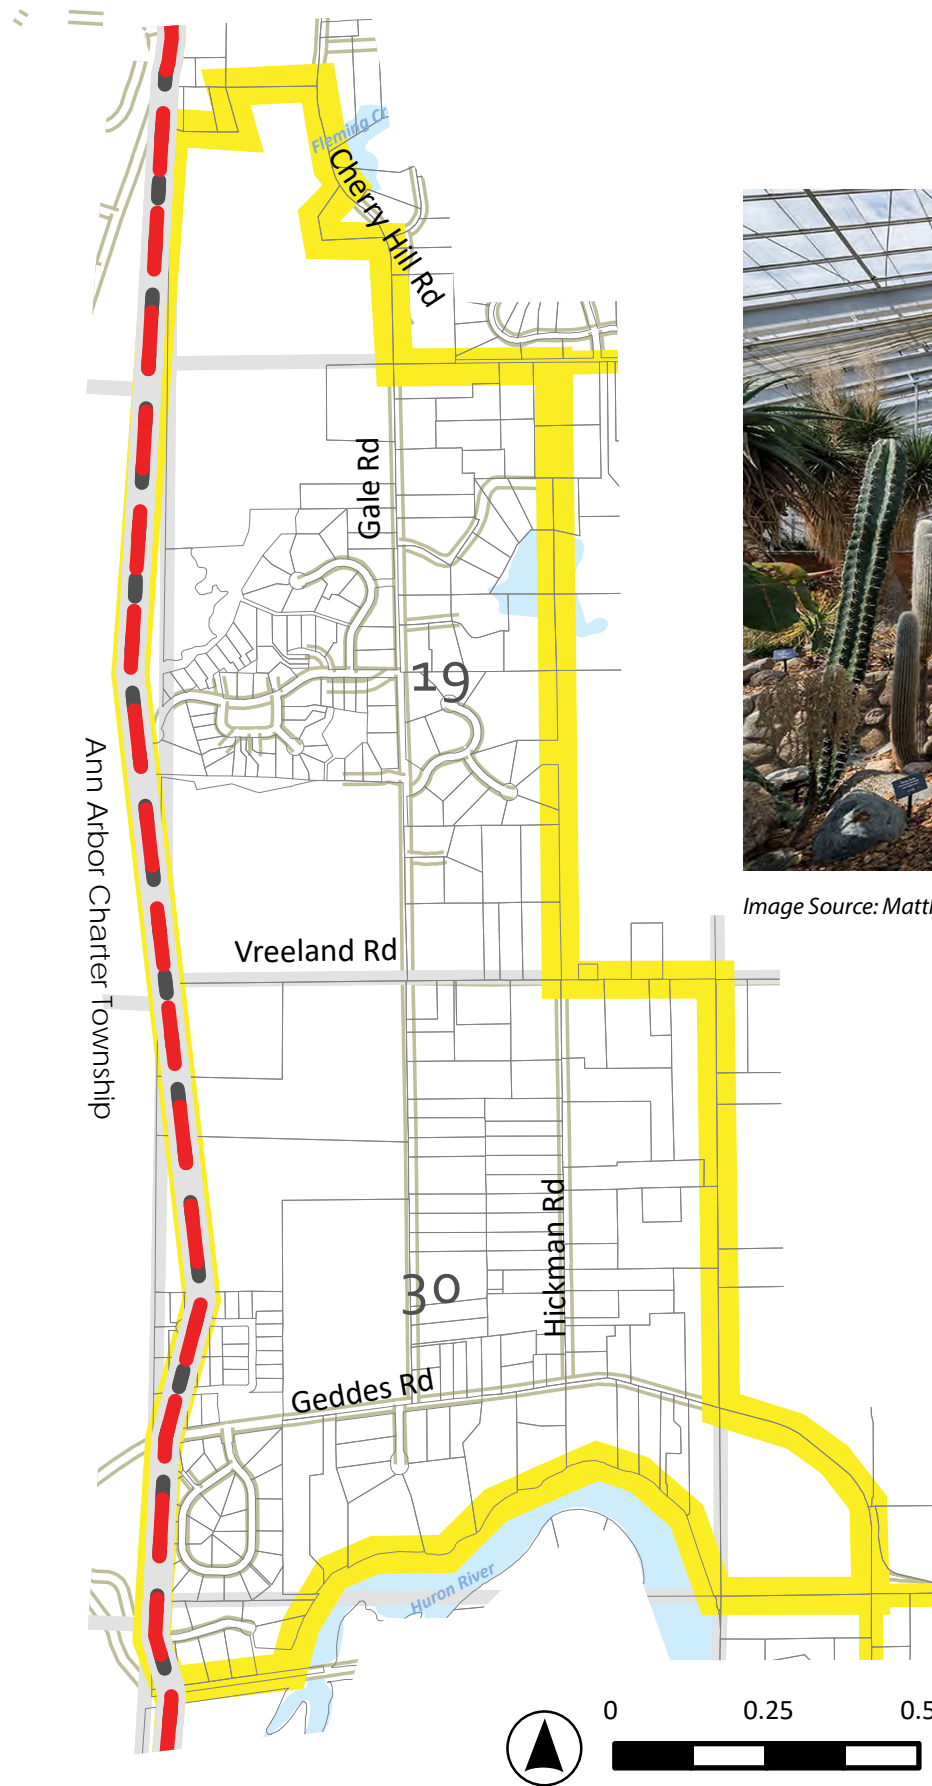 Fleming Cr
Cherry Hill Rd
Gale Rd
19
Ann Arbor Charter Township
Image Source: Matth
Vreeland Rd
Hickman Rd
30
Geddes Rd
Huron River
0 0.25 0.5